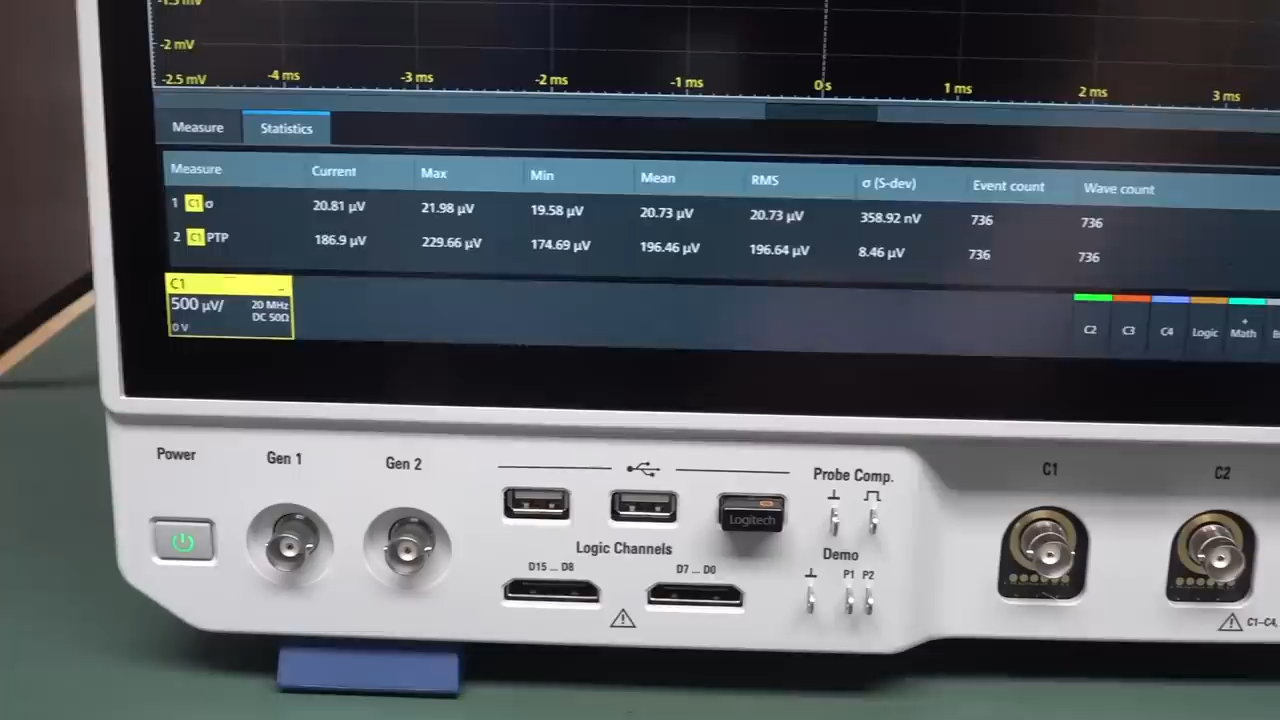 -1.5 mV
-2 mV
-2.5 mV
-4 ms -3 ms -2 ms -1 ms 0 s 1 ms 2 ms 3 ms
Measure Statistics
Measure Current Max Min Mean RMS σ (S-dev) Event count Wave count
1 C1 σ 20.81 µV 21.98 µV 19.58 µV 20.73 µV 20.73 µV 358.92 nV 736 736
2 C1 PTP 186.9 µV 229.66 µV 174.69 µV 196.46 µV 196.64 µV 8.46 µV 736 736
C1
500 µV/ 20 MHz
DC 50Ω
0 V
C2 C3 C4 Logic + Math
Power Gen 1 Gen 2 Probe Comp. C1 C2
Logitech
Logic Channels Demo
D15 ... D8 D7 ... D0 P1 P2
C1–C4,